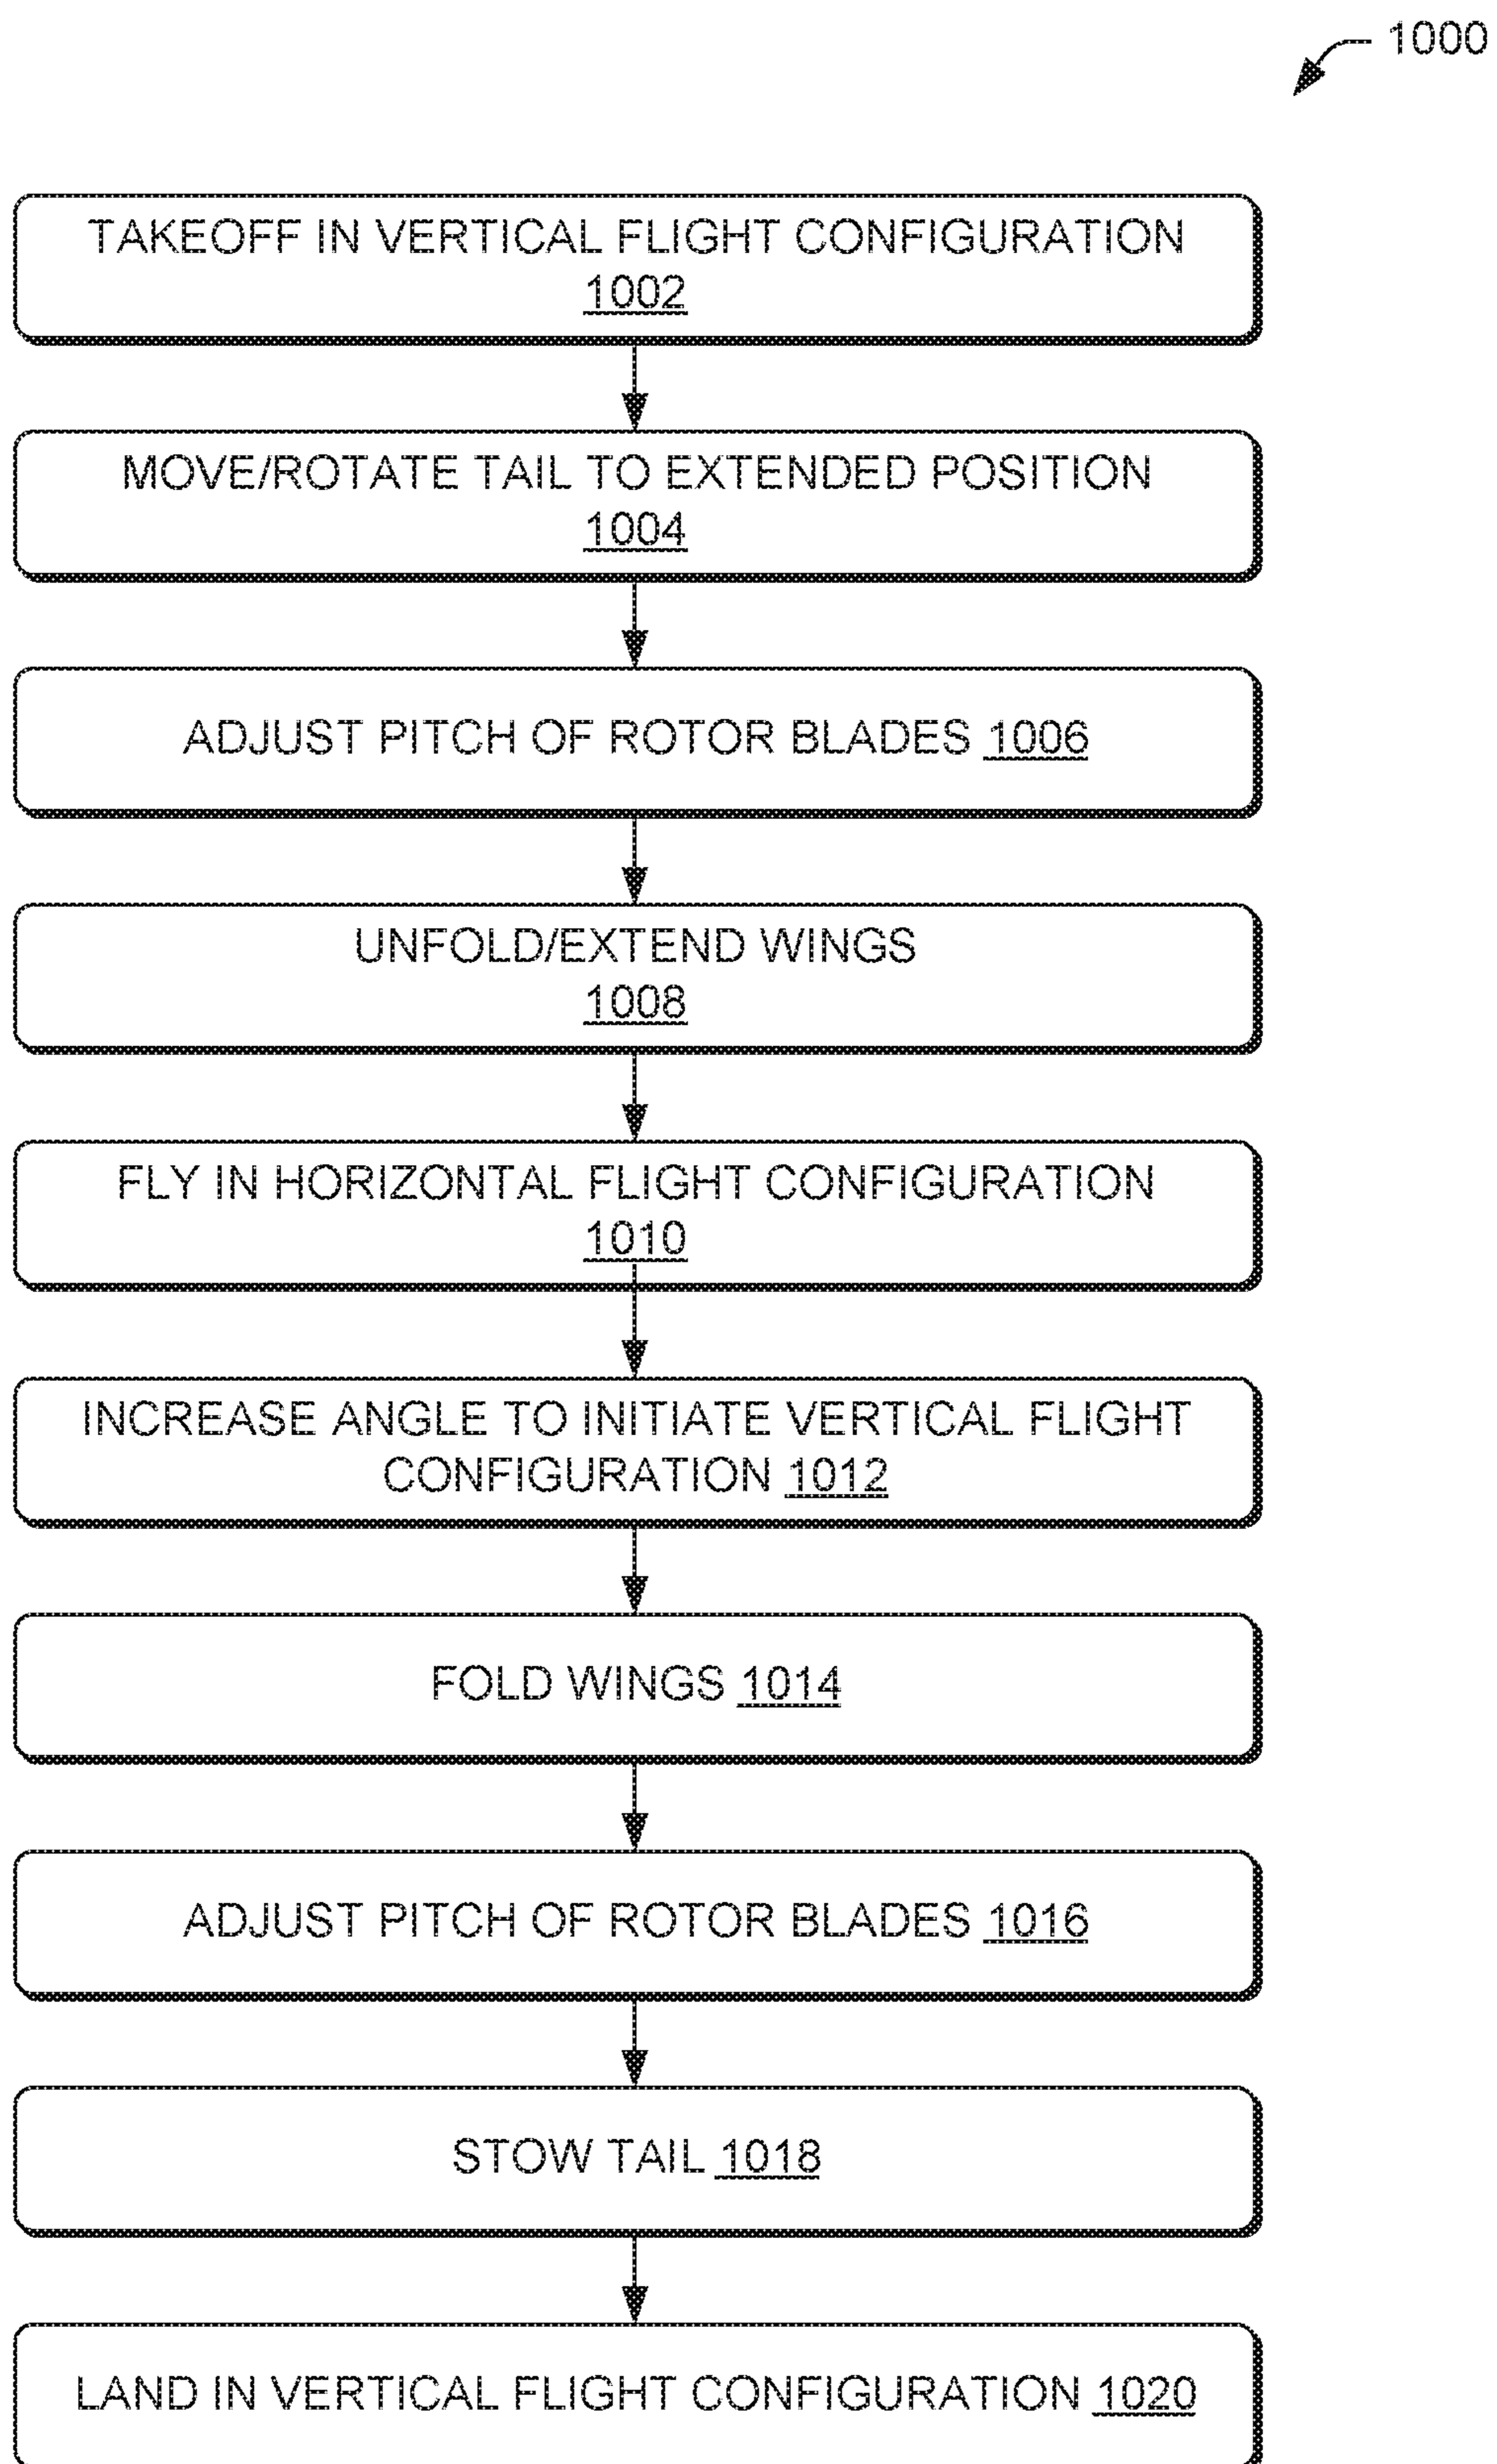 1000
TAKEOFF IN VERTICAL FLIGHT CONFIGURATION
1002
MOVE/ROTATE TAIL TO EXTENDED POSITION
1004
ADJUST PITCH OF ROTOR BLADES 1006
UNFOLD/EXTEND WINGS
1008
FLY IN HORIZONTAL FLIGHT CONFIGURATION
1010
INCREASE ANGLE TO INITIATE VERTICAL FLIGHT
CONFIGURATION 1012
FOLD WINGS 1014
ADJUST PITCH OF ROTOR BLADES 1016
STOW TAIL 1018
LAND IN VERTICAL FLIGHT CONFIGURATION 1020